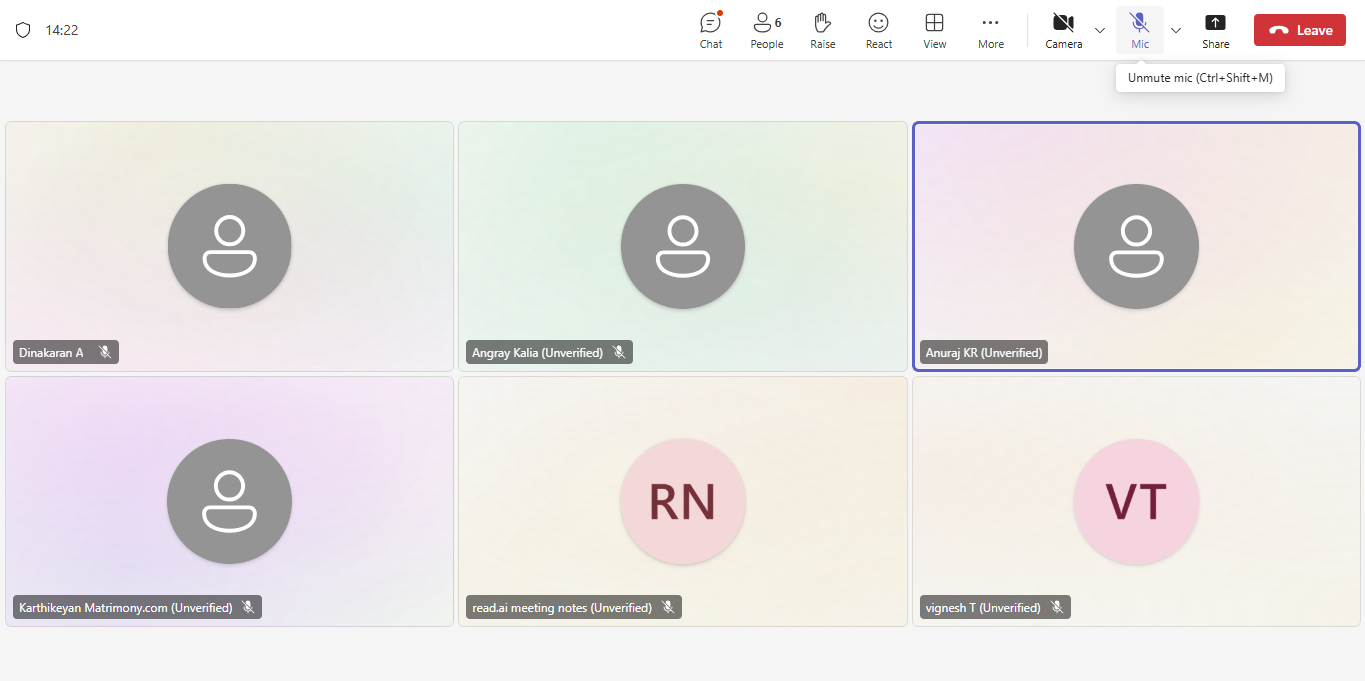 14:22
Chat
6
People
Raise
React
View
More
Camera
Mic
Share
Leave
Unmute mic (Ctrl+Shift+M)
Dinakaran A
Angray Kalia (Unverified)
Anuraj KR (Unverified)
RN
VT
Karthikeyan Matrimony.com (Unverified)
read.ai meeting notes (Unverified)
vignesh T (Unverified)